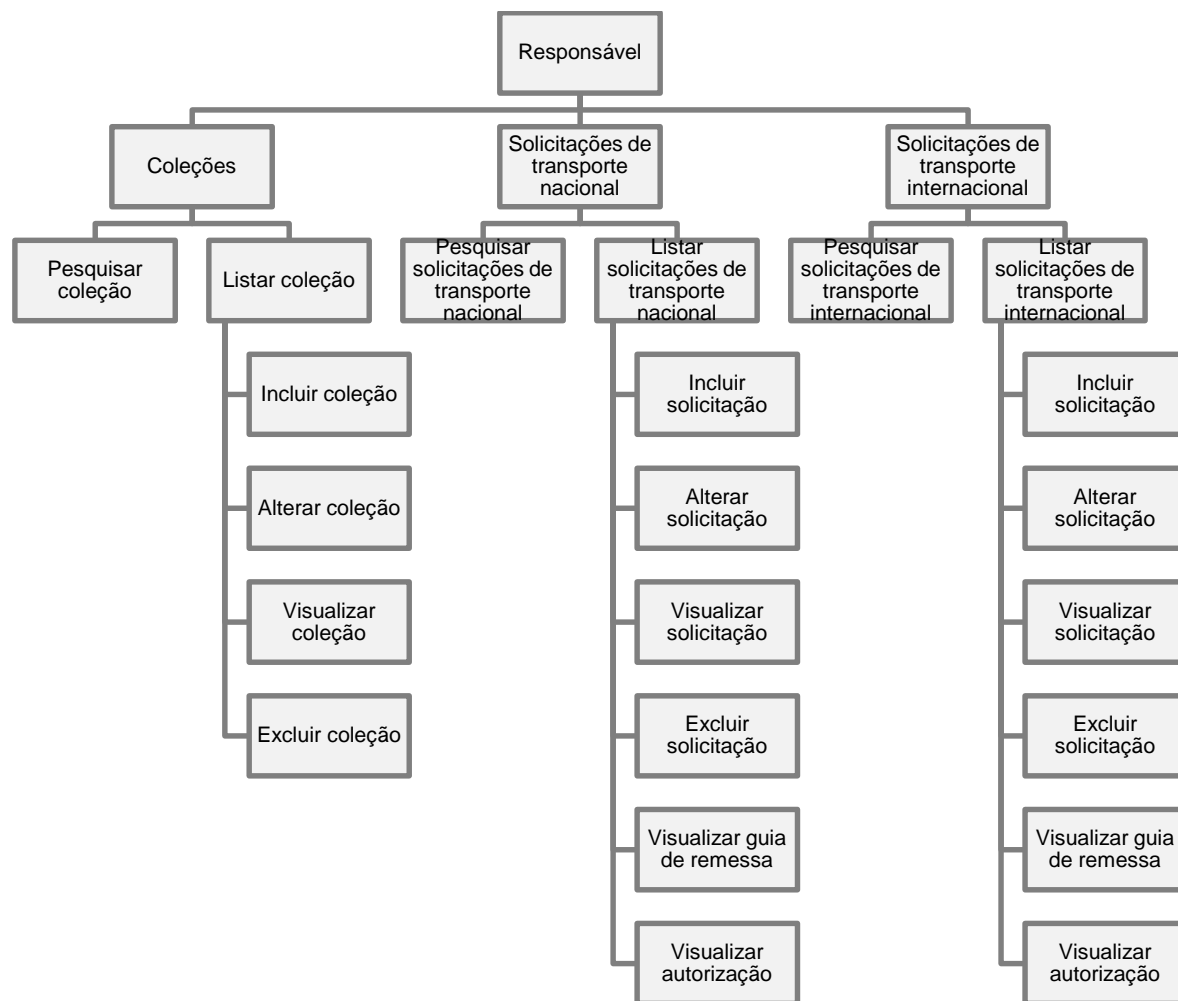 Responsável
Coleções
Solicitações de
transporte
nacional
Solicitações de
transporte
internacional
Pesquisar
coleção
Listar coleção
Pesquisar
solicitações de
transporte
nacional
Listar
solicitações de
transporte
nacional
Pesquisar
solicitações de
transporte
internacional
Listar
solicitações de
transporte
internacional
Incluir coleção
Alterar coleção
Visualizar
coleção
Excluir coleção
Incluir
solicitação
Alterar
solicitação
Visualizar
solicitação
Excluir
solicitação
Visualizar guia
de remessa
Visualizar
autorização
Incluir
solicitação
Alterar
solicitação
Visualizar
solicitação
Excluir
solicitação
Visualizar guia
de remessa
Visualizar
autorização